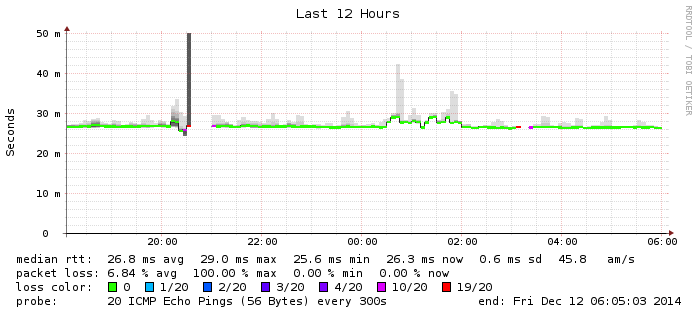 Last 12 Hours
RRDTOOL / TOBI OETIKER
Seconds
50 m
40 m
30 m
20 m
10 m
0
20:00 22:00 00:00 02:00 04:00 06:00
median rtt: 26.8 ms avg 29.0 ms max 25.6 ms min 26.3 ms now 0.6 ms sd 45.8 am/s
packet loss: 6.84 % avg 100.00 % max 0.00 % min 0.00 % now
loss color: 0 1/20 2/20 3/20 4/20 10/20 19/20
probe: 20 ICMP Echo Pings (56 Bytes) every 300s end: Fri Dec 12 06:05:03 2014